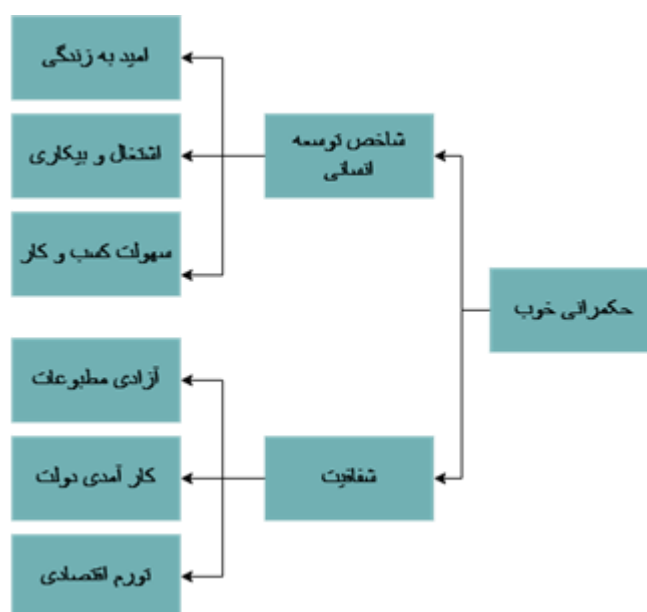 حکمرانی خوب
شاخص توسعه
انسانی
امید به زندگی
اشتغال و بیکاری
سهولت کسب و کار
شفافیت
آزادی مطبوعات
کار آمدی دولت
تورم اقتصادی